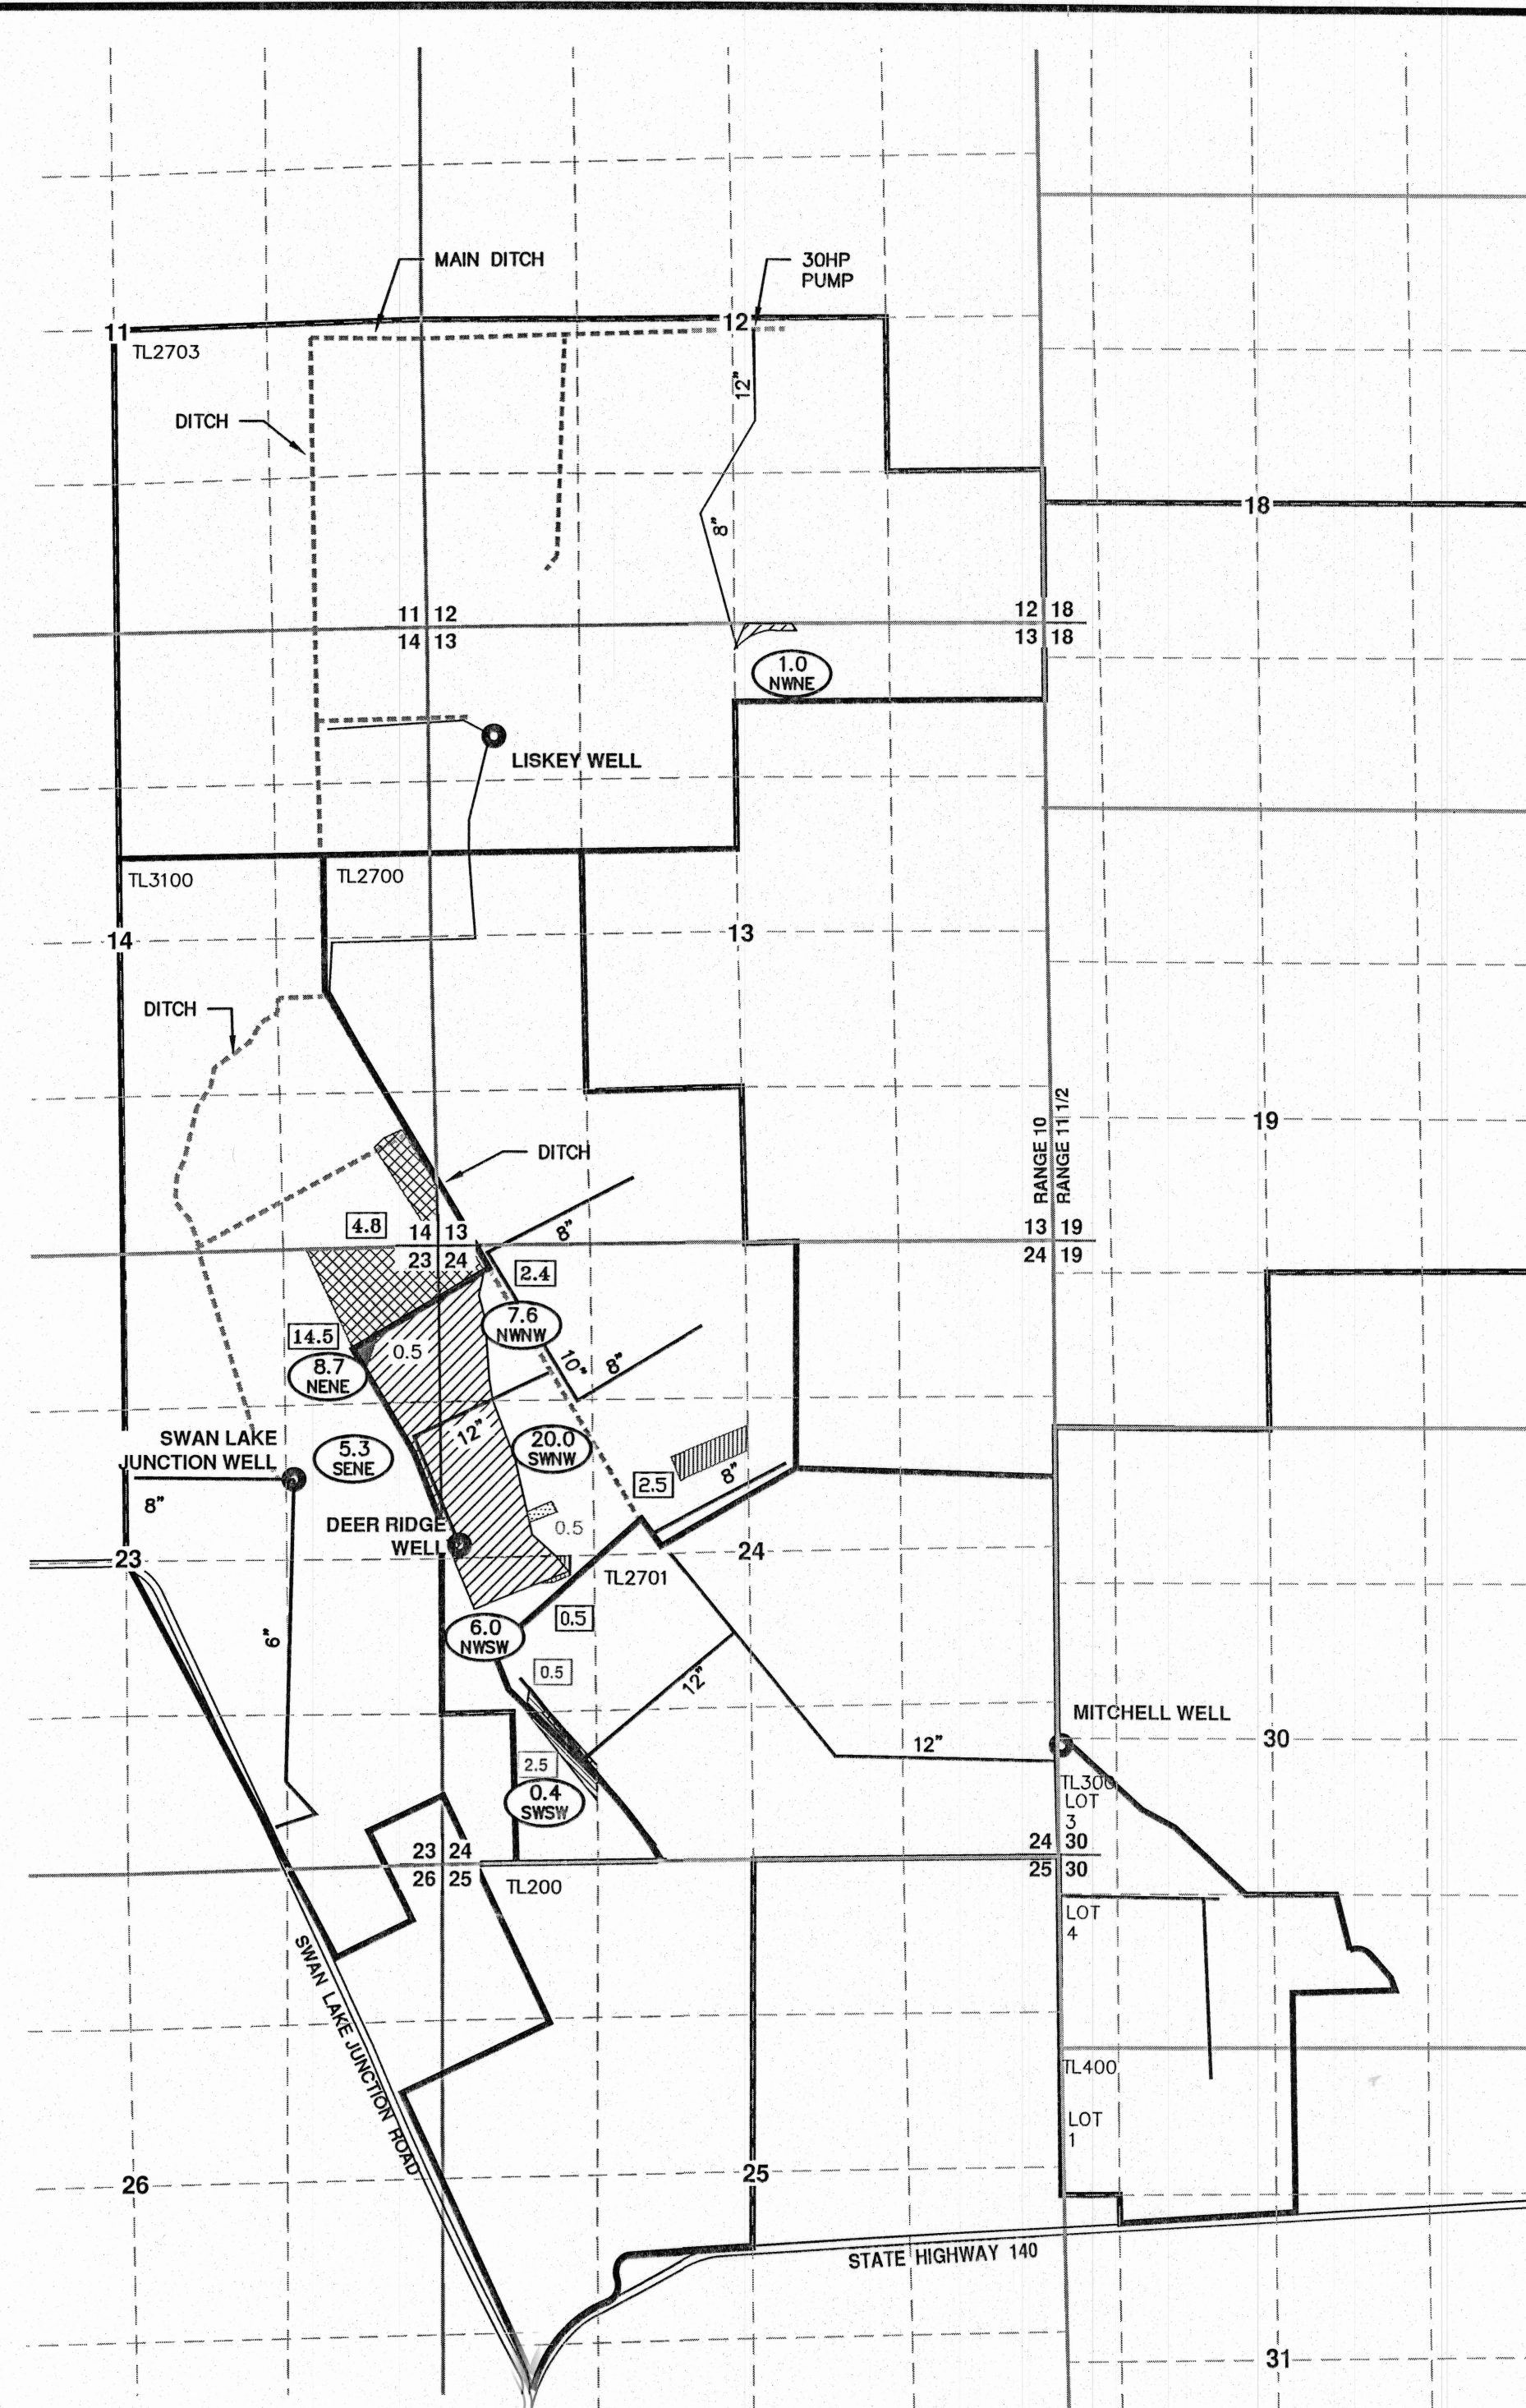 MAIN DITCH
30HP
PUMP
11
12
TL2703
12"
DITCH
18
8"
11 12
14 13
12 18
13 18
1.0
NWNE
LISKEY WELL
TL3100
TL2700
14
13
DITCH
RANGE 10
RANGE 11 1/2
19
DITCH
4.8
14 13
23 24
8"
13 19
24 19
2.4
7.6
NWNW
14.5
0.5
10"
8"
8.7
NENE
SWAN LAKE
JUNCTION WELL
12"
5.3
SENE
20.0
SWNW
8"
2.5
8"
DEER RIDGE
WELL
0.5
23
24
TL2701
0.5
6"
6.0
NWSW
0.5
12"
MITCHELL WELL
12"
30
2.5
TL300
LOT
3
0.4
SWSW
23 24
26 25
24 30
25 30
TL200
LOT
4
SWAN LAKE JUNCTION ROAD
TL400
LOT
1
26
25
STATE HIGHWAY 140
31